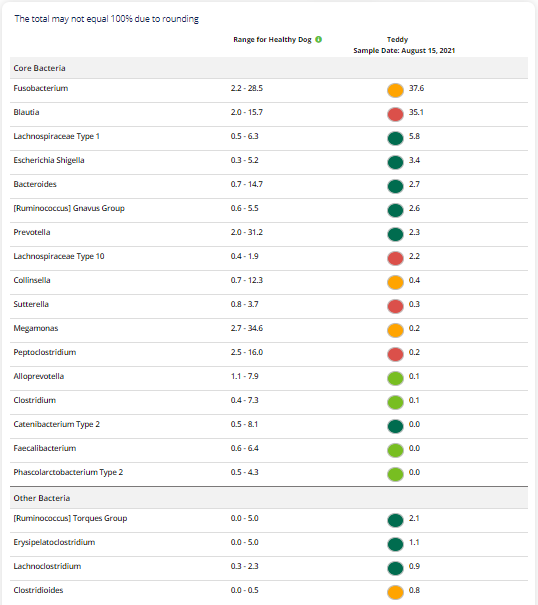 The total may not equal 100% due to rounding
Range for Healthy Dog Teddy
Sample Date: August 15, 2021
Core Bacteria
Fusobacterium 2.2 - 28.5 37.6
Blautia 2.0 - 15.7 35.1
Lachnospiraceae Type 1 0.5 - 6.3 5.8
Escherichia Shigella 0.3 - 5.2 3.4
Bacteroides 0.7 - 14.7 2.7
[Ruminococcus] Gnavus Group 0.6 - 5.5 2.6
Prevotella 2.0 - 31.2 2.3
Lachnospiraceae Type 10 0.4 - 1.9 2.2
Collinsella 0.7 - 12.3 0.4
Sutterella 0.8 - 3.7 0.3
Megamonas 2.7 - 34.6 0.2
Peptoclostridium 2.5 - 16.0 0.2
Alloprevotella 1.1 - 7.9 0.1
Clostridium 0.4 - 7.3 0.1
Catenibacterium Type 2 0.5 - 8.1 0.0
Faecalibacterium 0.6 - 6.4 0.0
Phascolarctobacterium Type 2 0.5 - 4.3 0.0
Other Bacteria
[Ruminococcus] Torques Group 0.0 - 5.0 2.1
Erysipelatoclostridium 0.0 - 5.0 1.1
Lachnoclostridium 0.3 - 2.3 0.9
Clostridioides 0.0 - 0.5 0.8